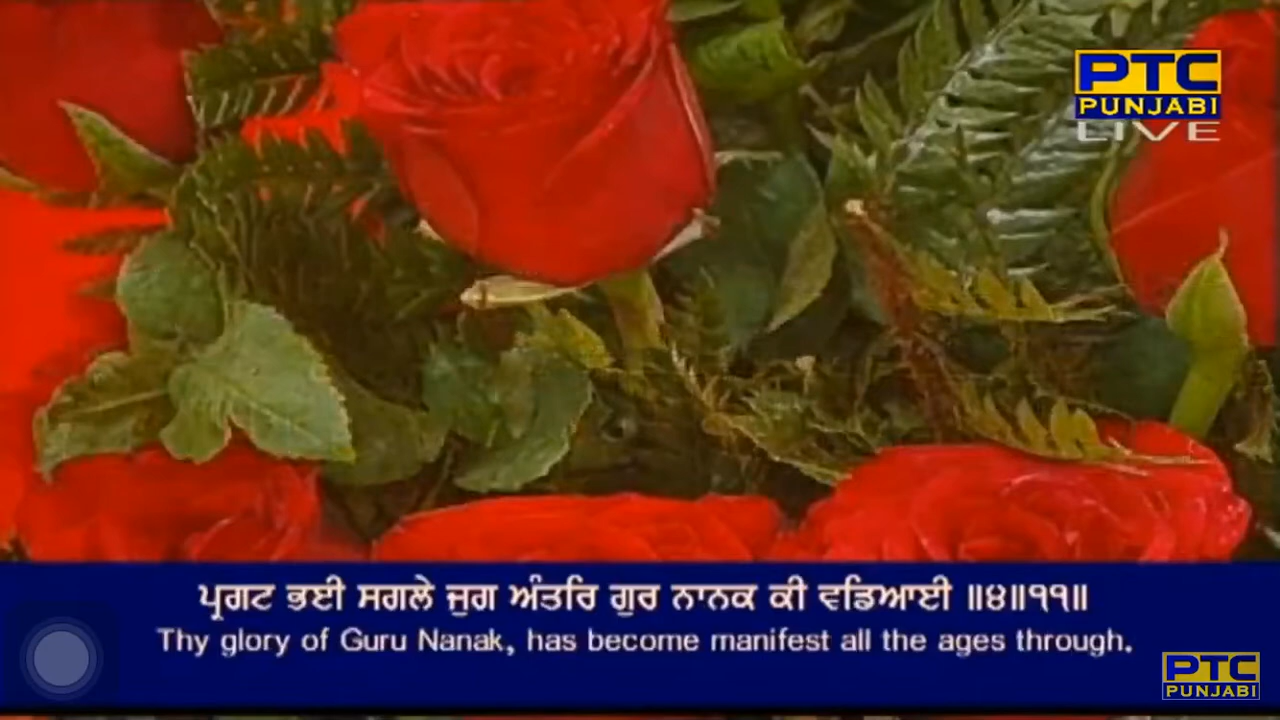 PTC
PUNJABI
LIVE
ਪ੍ਰਗਟ ਭਈ ਸਗਲੇ ਜੁਗ ਅੰਤਰਿ ਗੁਰ ਨਾਨਕ ਕੀ ਵਡਿਆਈ ॥੪॥੧੧॥
Thy glory of Guru Nanak, has become manifest all the ages through.
PTC
PUNJABI